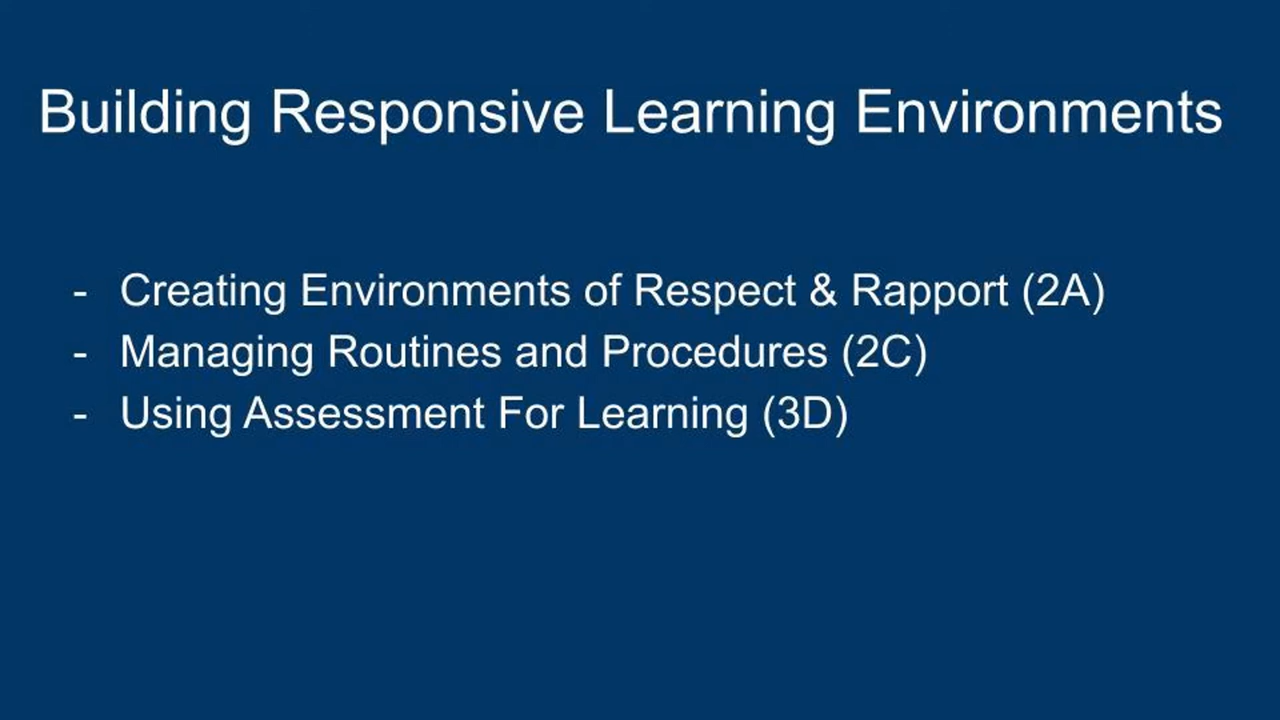 Building Responsive Learning Environments
- Creating Environments of Respect & Rapport (2A)
- Managing Routines and Procedures (2C)
- Using Assessment For Learning (3D)